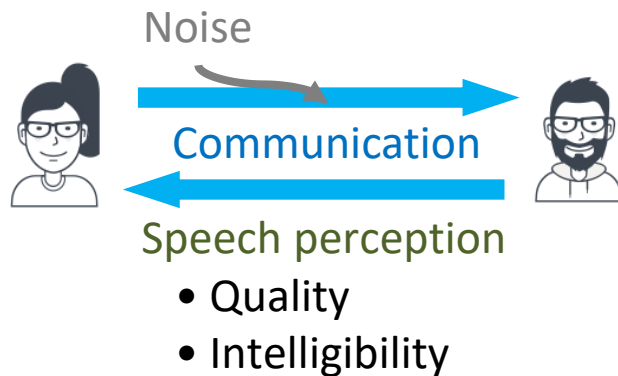 Noise
Communication
Speech perception
• Quality
• Intelligibility